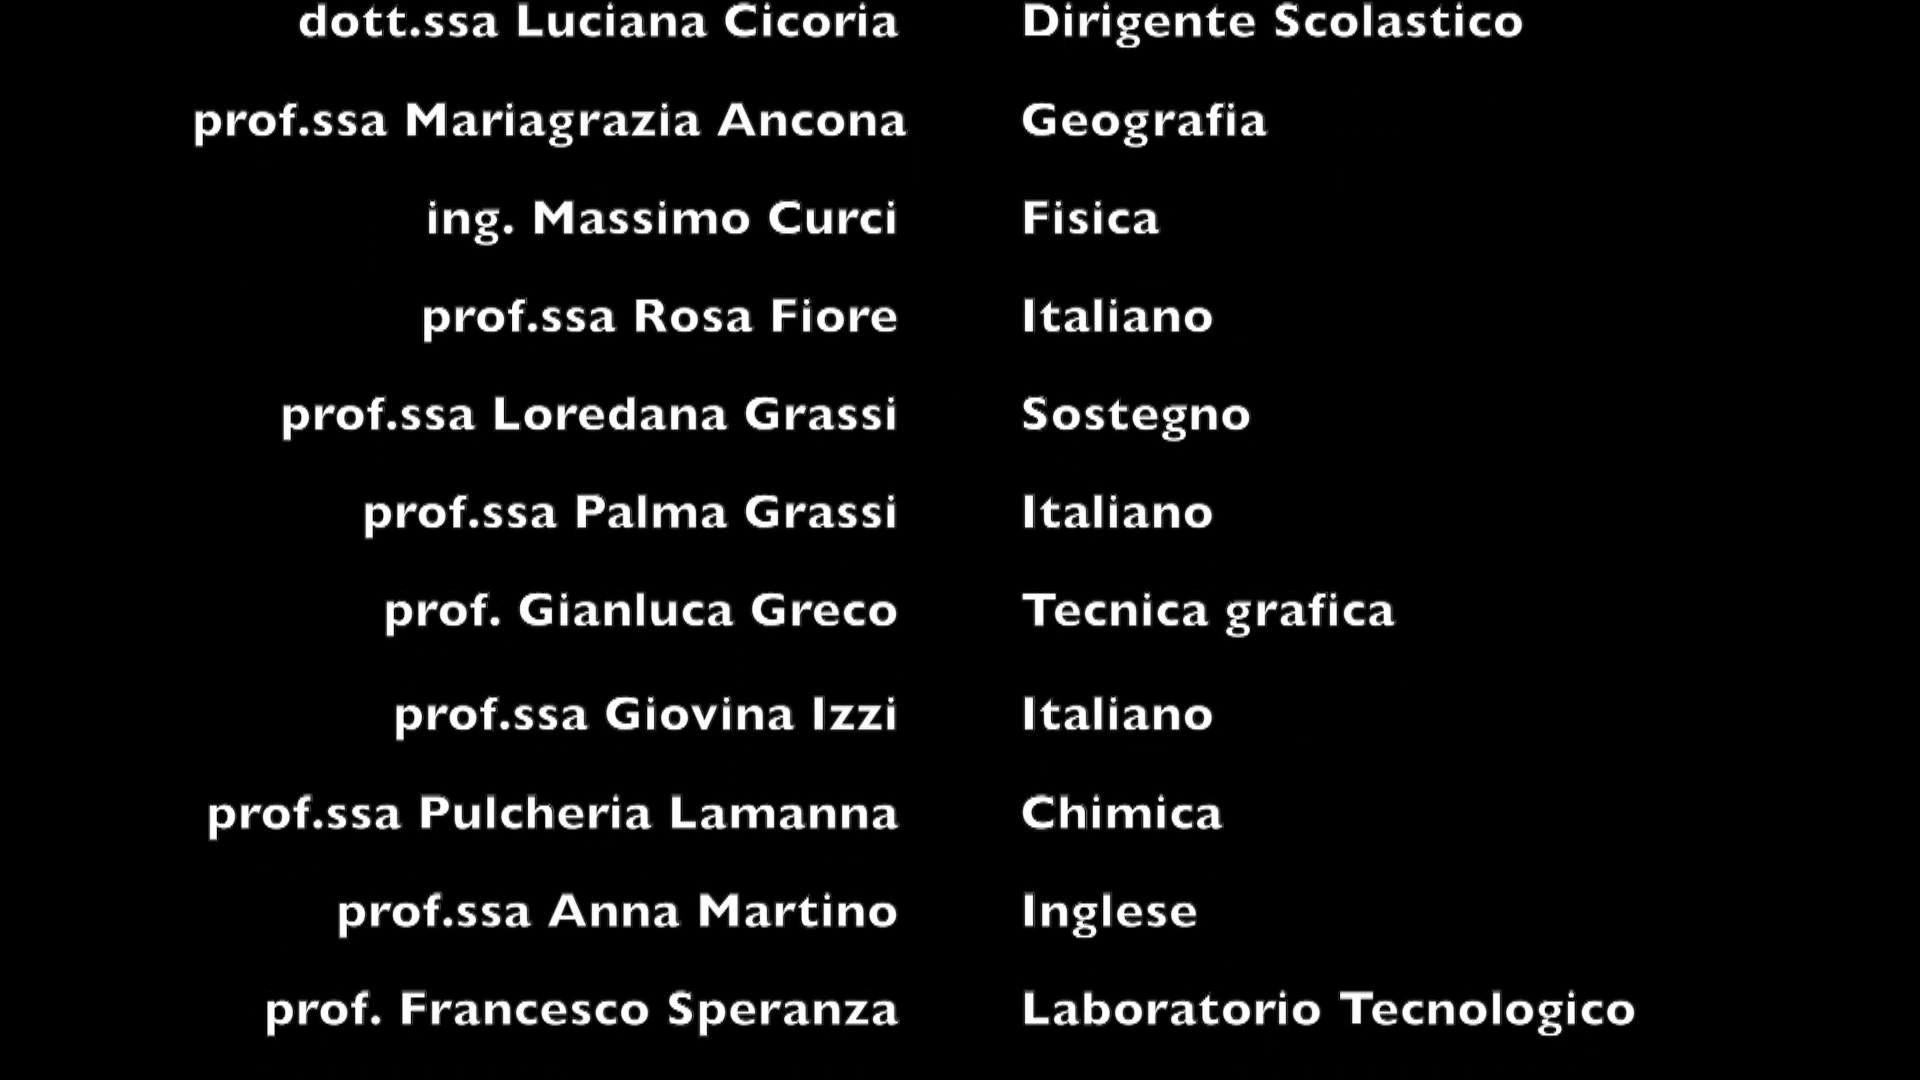 dott.ssa Luciana Cicoria Dirigente Scolastico
prof.ssa Mariagrazia Ancona Geografia
ing. Massimo Curci Fisica
prof.ssa Rosa Fiore Italiano
prof.ssa Loredana Grassi Sostegno
prof.ssa Palma Grassi Italiano
prof. Gianluca Greco Tecnica grafica
prof.ssa Giovina Izzi Italiano
prof.ssa Pulcheria Lamanna Chimica
prof.ssa Anna Martino Inglese
prof. Francesco Speranza Laboratorio Tecnologico